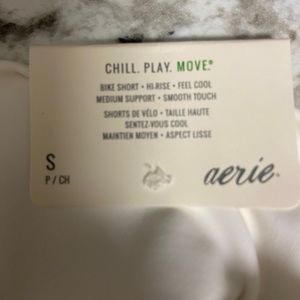 CHILL. PLAY. MOVE.®
BIKE SHORT • HI-RISE • FEEL COOL
MEDIUM SUPPORT • SMOOTH TOUCH
SHORTS DE VÉLO • TAILLE HAUTE
SENTEZ-VOUS COOL
MAINTIEN MOYEN • ASPECT LISSE
S
P / CH
aerie®